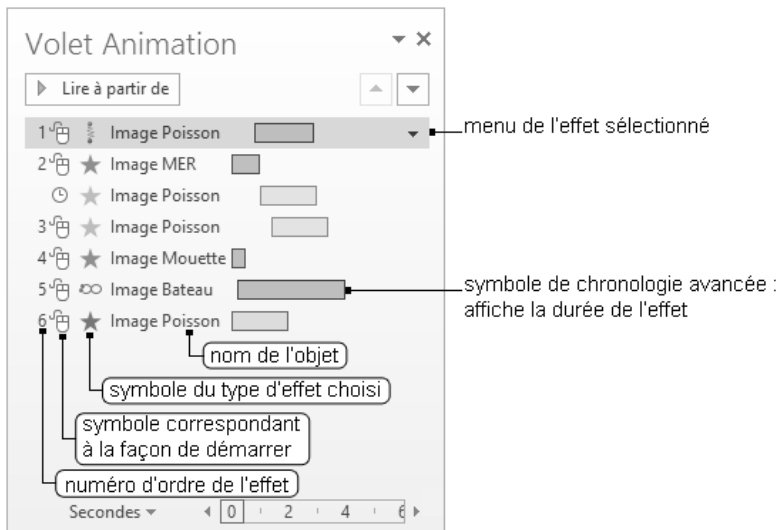 Volet Animation
Lire à partir de
1 Image Poisson
menu de l'effet sélectionné
2 Image MER
Image Poisson
3 Image Poisson
4 Image Mouette
5 Image Bateau
symbole de chronologie avancée :
affiche la durée de l'effet
6 Image Poisson
nom de l'objet
symbole du type d'effet choisi
symbole correspondant
à la façon de démarrer
numéro d'ordre de l'effet
Secondes 0 2 4 6